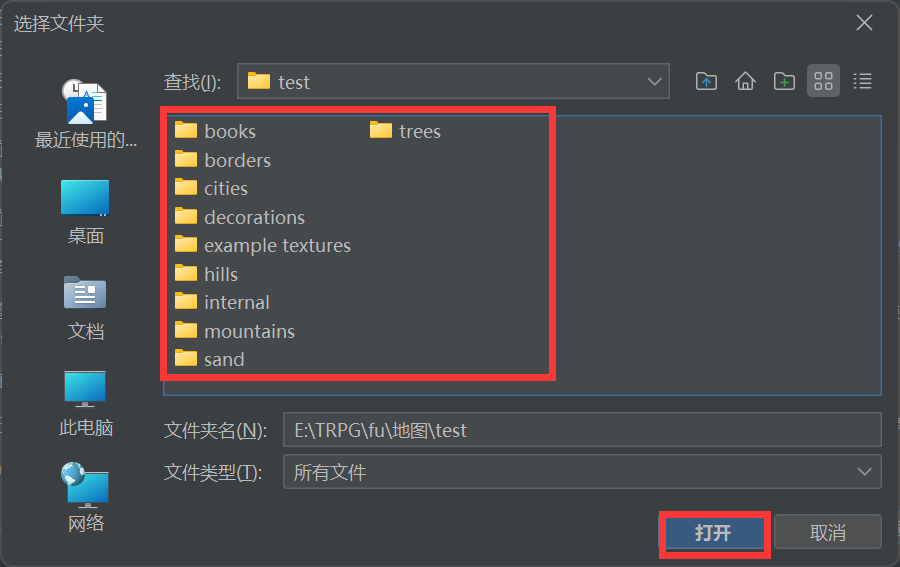 选择文件夹
查找(I):
test
最近使用的...
桌面
文档
此电脑
网络
books
borders
cities
decorations
example textures
hills
internal
mountains
sand
trees
文件夹名(N):
E:\TRPG\fu\地图\test
文件类型(T):
所有文件
打开
取消